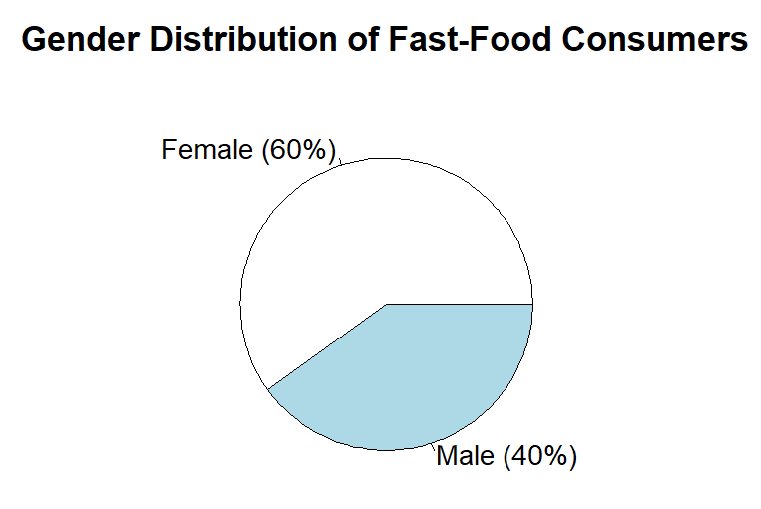 Gender Distribution of Fast-Food Consumers
Female (60%)
Male (40%)